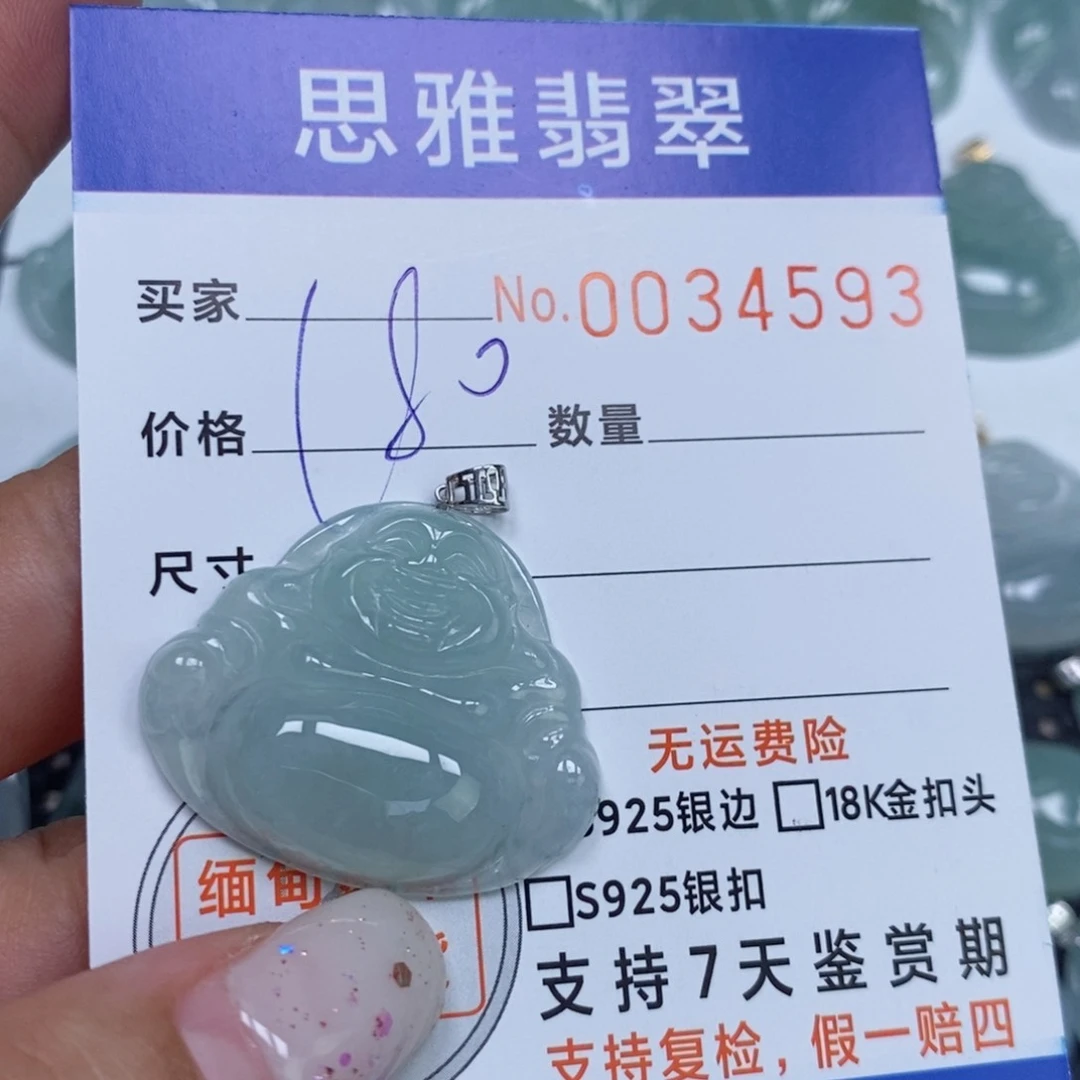 思雅翡翠
买家 No.0034593
180
价格 数量
尺寸
无运费险
S925银边 □18K金扣头
□S925银扣
缅甸
支持7天鉴赏期
支持复检，假一赔四